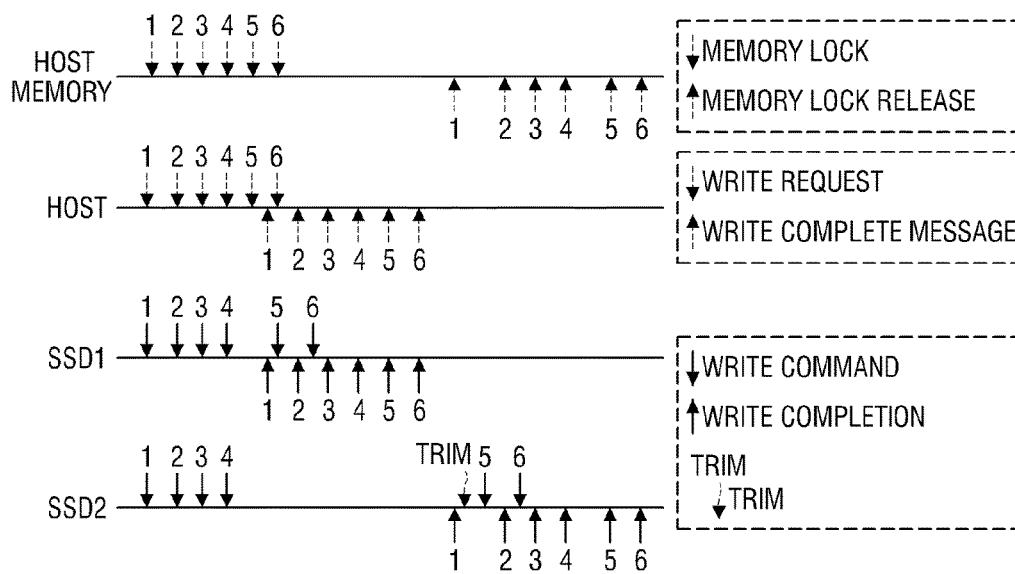 1 2 3 4 5 6
HOST MEMORY
1 2 3 4 5 6
MEMORY LOCK
MEMORY LOCK RELEASE
1 2 3 4 5 6
HOST
1 2 3 4 5 6
WRITE REQUEST
WRITE COMPLETE MESSAGE
1 2 3 4 5 6
SSD1
1 2 3 4 5 6
1 2 3 4 TRIM 5 6
SSD2
1 2 3 4 5 6
WRITE COMMAND
WRITE COMPLETION
TRIM
TRIM